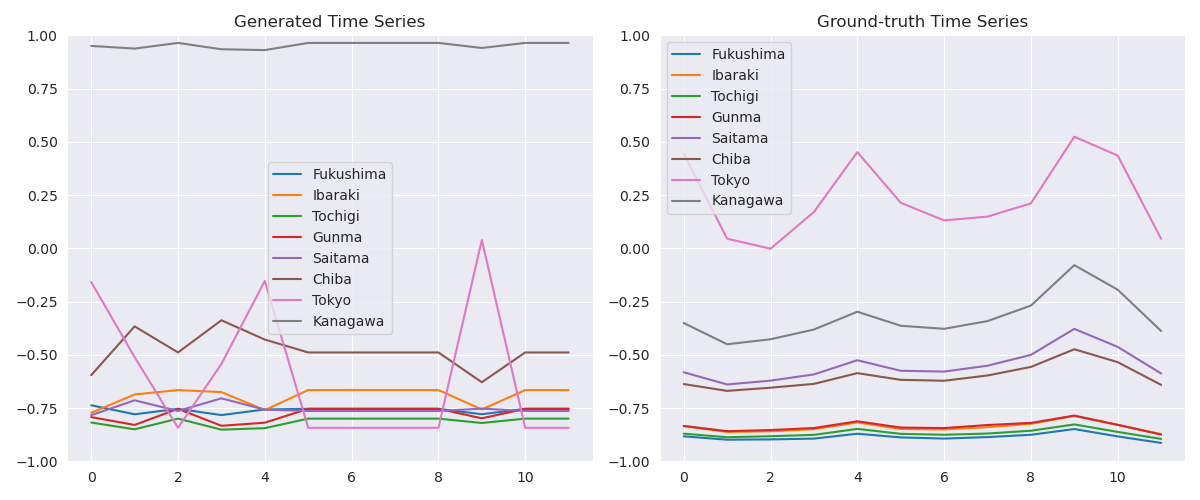 Generated Time Series
1.00
0.75
0.50
0.25
0.00
−0.25
−0.50
−0.75
−1.00
0 2 4 6 8 10
Fukushima
Ibaraki
Tochigi
Gunma
Saitama
Chiba
Tokyo
Kanagawa
Ground-truth Time Series
1.00
0.75
0.50
0.25
0.00
−0.25
−0.50
−0.75
−1.00
0 2 4 6 8 10
Fukushima
Ibaraki
Tochigi
Gunma
Saitama
Chiba
Tokyo
Kanagawa